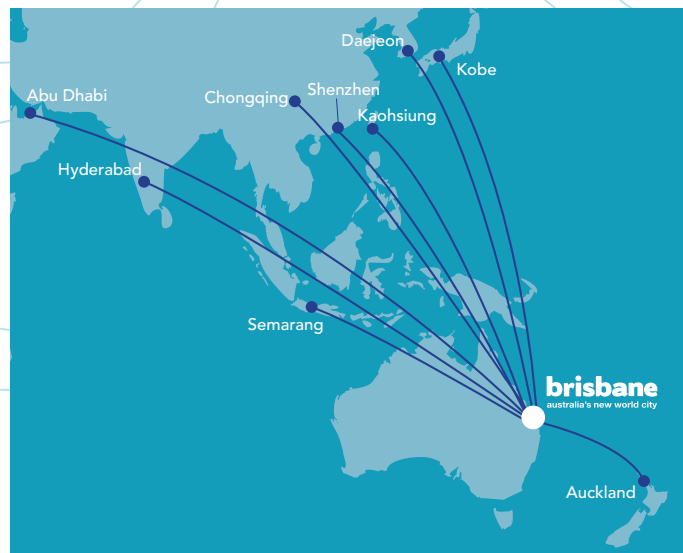 Daejeon
Kobe
Abu Dhabi
Chongqing
Shenzhen
Kaohsiung
Hyderabad
Semarang
brisbane
australia's new world city
Auckland